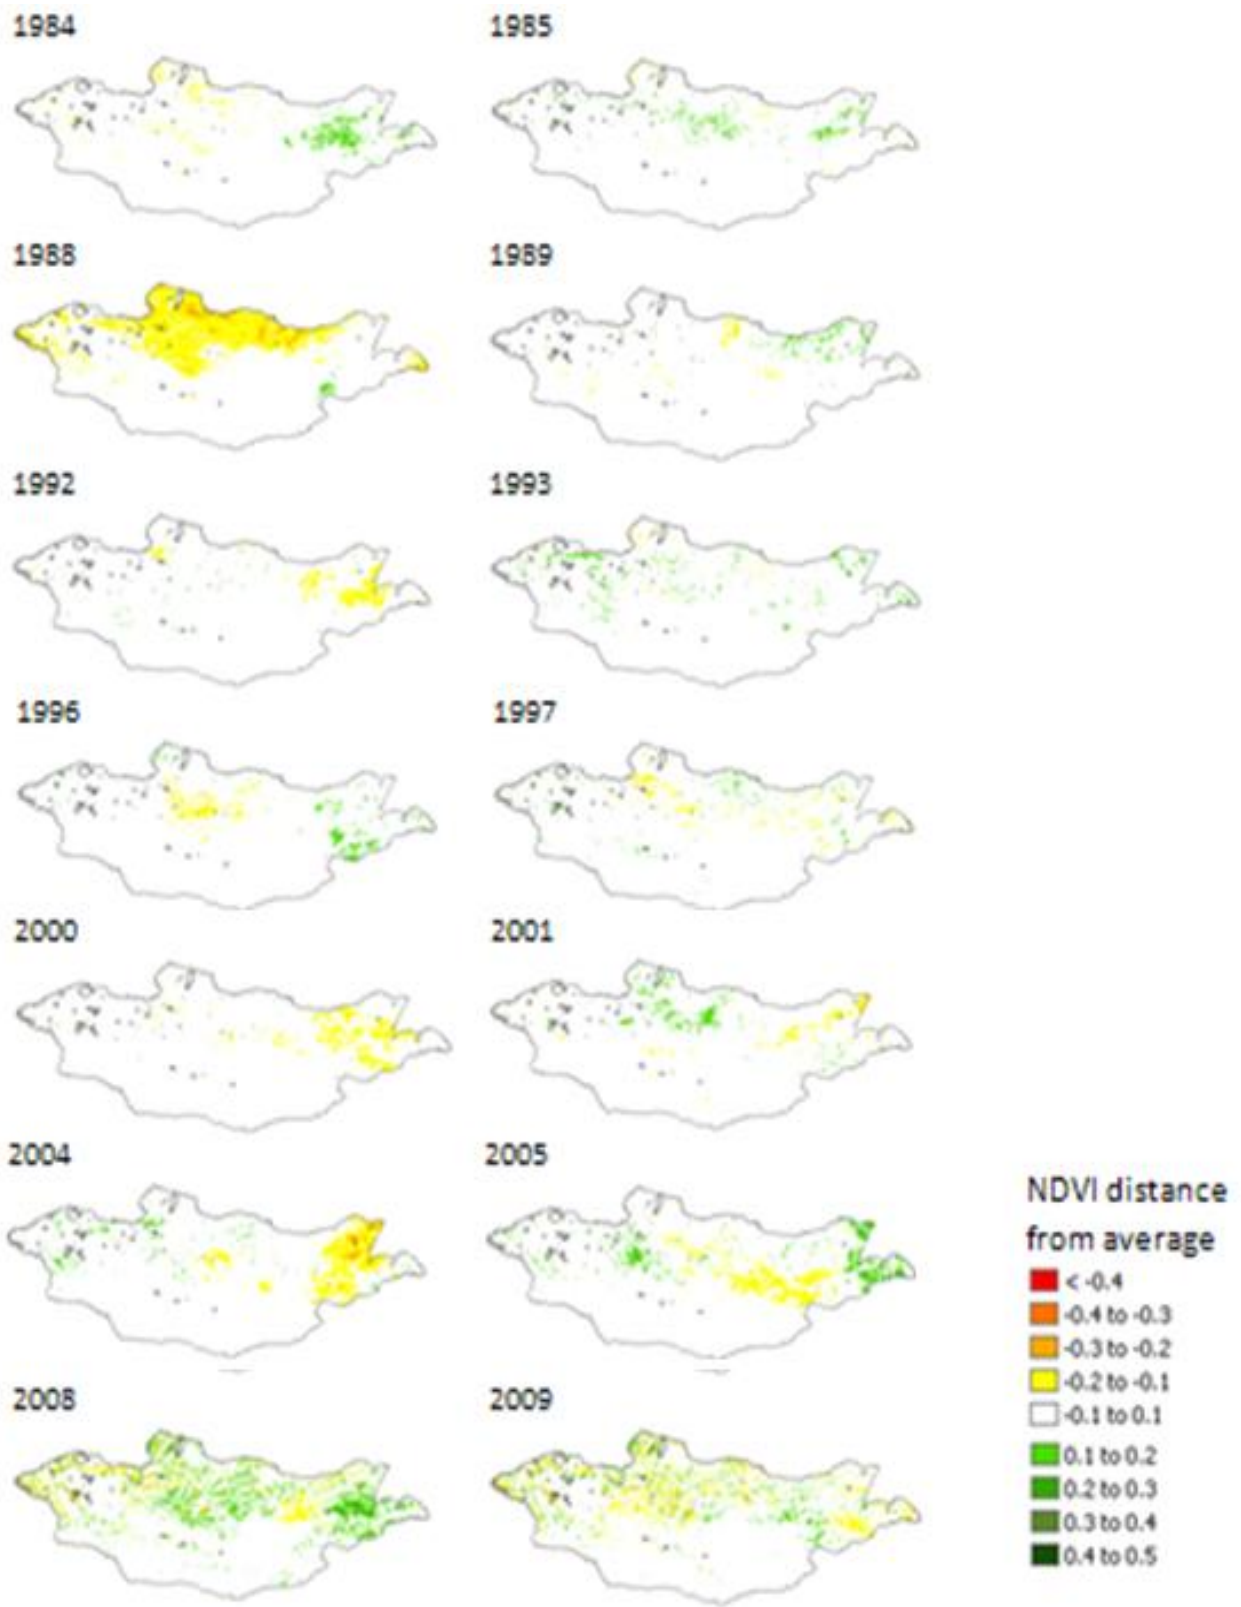 1984
1985
1988
1989
1992
1993
1996
1997
2000
2001
2004
2005
2008
2009
NDVI distance
from average
< -0.4
-0.4 to -0.3
-0.3 to -0.2
-0.2 to -0.1
-0.1 to 0.1
0.1 to 0.2
0.2 to 0.3
0.3 to 0.4
0.4 to 0.5